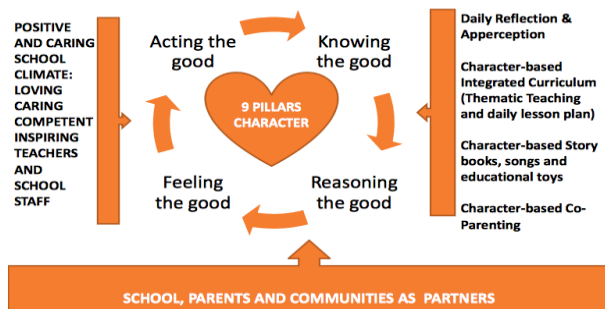 POSITIVE
AND CARING
SCHOOL
CLIMATE:
LOVING
CARING
COMPETENT
INSPIRING
TEACHERS
AND
SCHOOL
STAFF
Acting the
good
Knowing
the good
9 PILLARS
CHARACTER
Feeling
the good
Reasoning
the good
Daily Reflection &
Apperception
Character-based
Integrated Curriculum
(Thematic Teaching
and daily lesson plan)
Character-based Story
books, songs and
educational toys
Character-based Co-
Parenting
SCHOOL, PARENTS AND COMMUNITIES AS  PARTNERS